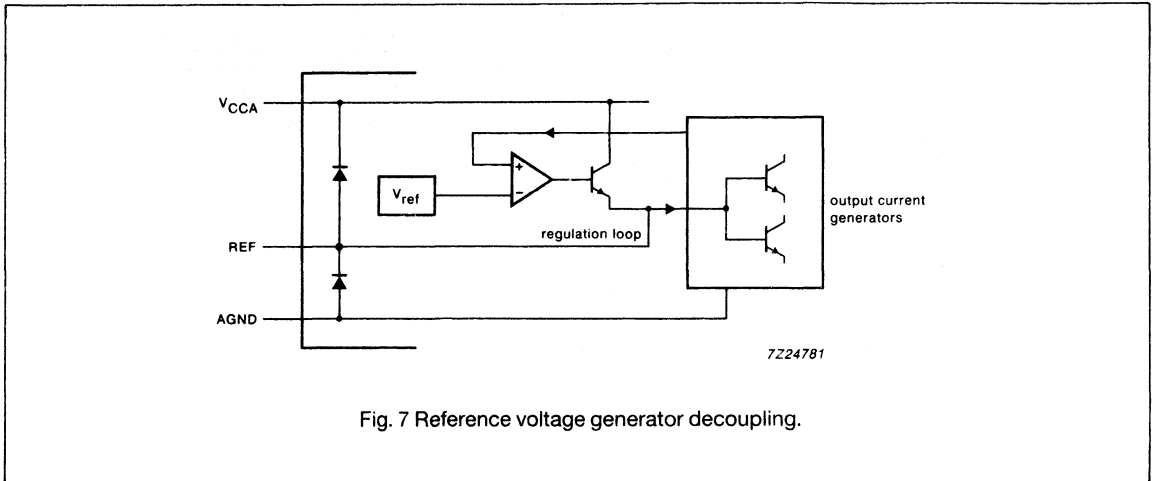 V_CCA
+
−
V_ref
output current
generators
regulation loop
REF
AGND
7Z24781
Fig. 7 Reference voltage generator decoupling.